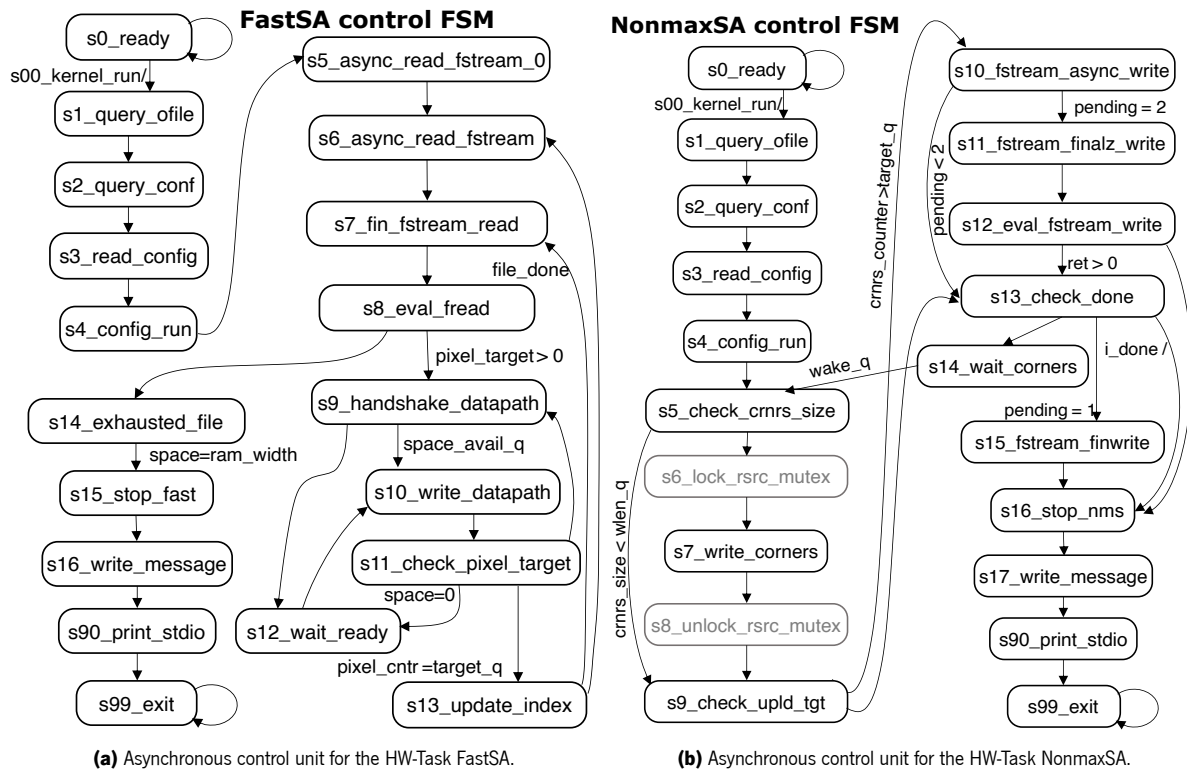 FastSA control FSM
s0_ready
s00_kernel_run/
s1_query_ofile
s2_query_conf
s3_read_config
s4_config_run
s5_async_read_fstream_0
s6_async_read_fstream
s7_fin_fstream_read
file_done
s8_eval_fread
pixel_target > 0
s9_handshake_datapath
s14_exhausted_file
space_avail_q
space=ram_width
s10_write_datapath
s15_stop_fast
s11_check_pixel_target
s16_write_message
space=0
s12_wait_ready
s90_print_stdio
pixel_cntr =target_q
s13_update_index
s99_exit
(a) Asynchronous control unit for the HW-Task FastSA.
NonmaxSA control FSM
s0_ready
s00_kernel_run/
s1_query_ofile
s2_query_conf
s3_read_config
s4_config_run
wake_q
s5_check_crnrs_size
s6_lock_rsrc_mutex
s7_write_corners
crnrs_size < wlen_q
s8_unlock_rsrc_mutex
s9_check_upld_tgt
crnrs_counter >target_q
s10_fstream_async_write
pending = 2
s11_fstream_finalz_write
pending < 2
s12_eval_fstream_write
ret > 0
s13_check_done
i_done /
s14_wait_corners
pending = 1
s15_fstream_finwrite
s16_stop_nms
s17_write_message
s90_print_stdio
s99_exit
(b) Asynchronous control unit for the HW-Task NonmaxSA.